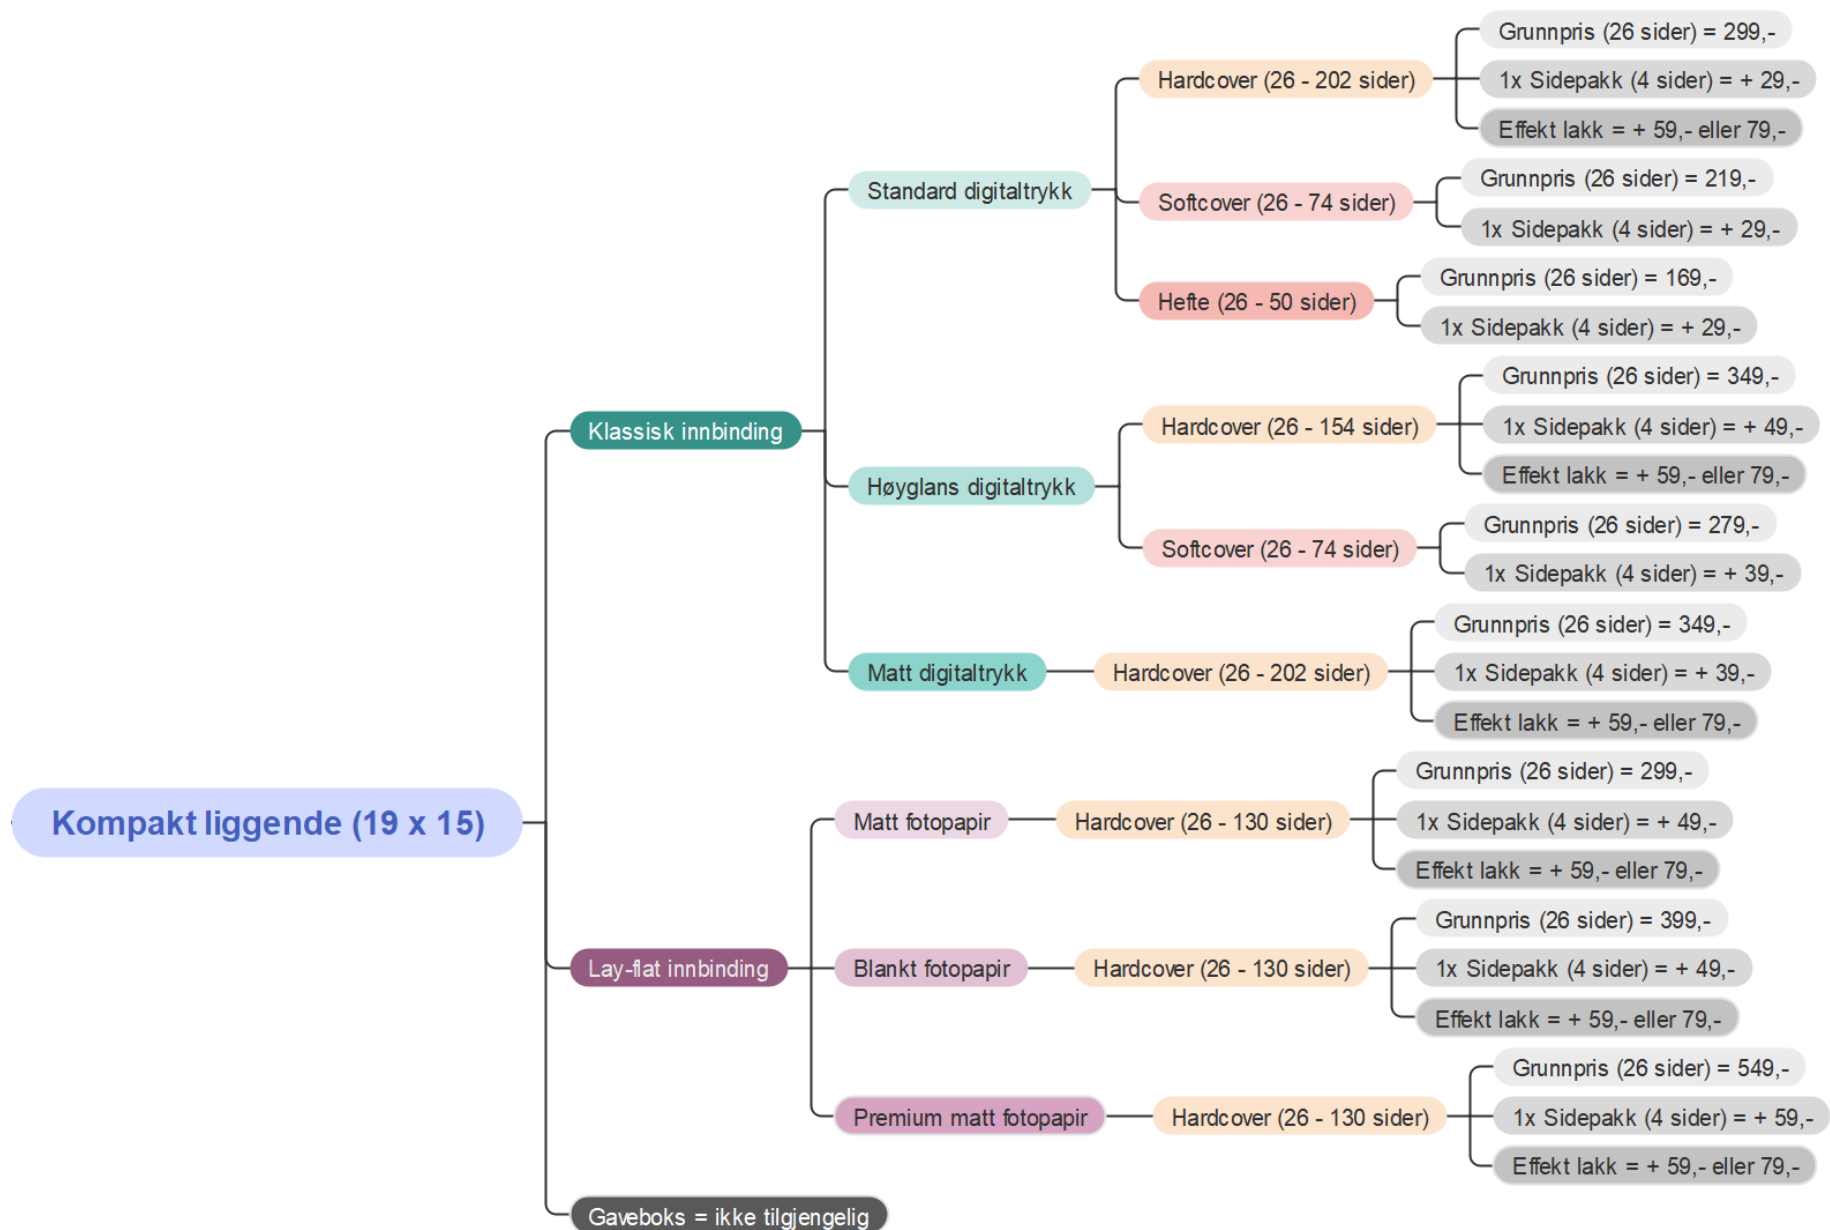 Kompakt liggende (19 x 15)
Klassisk innbinding
Standard digitaltrykk
Hardcover (26 - 202 sider)
Grunnpris (26 sider) = 299,-
1x Sidepakk (4 sider) = + 29,-
Effekt lakk = + 59,- eller 79,-
Softcover (26 - 74 sider)
Grunnpris (26 sider) = 219,-
1x Sidepakk (4 sider) = + 29,-
Hefte (26 - 50 sider)
Grunnpris (26 sider) = 169,-
1x Sidepakk (4 sider) = + 29,-
Høyglans digitaltrykk
Hardcover (26 - 154 sider)
Grunnpris (26 sider) = 349,-
1x Sidepakk (4 sider) = + 49,-
Effekt lakk = + 59,- eller 79,-
Softcover (26 - 74 sider)
Grunnpris (26 sider) = 279,-
1x Sidepakk (4 sider) = + 39,-
Matt digitaltrykk
Hardcover (26 - 202 sider)
Grunnpris (26 sider) = 349,-
1x Sidepakk (4 sider) = + 39,-
Effekt lakk = + 59,- eller 79,-
Lay-flat innbinding
Matt fotopapir
Hardcover (26 - 130 sider)
Grunnpris (26 sider) = 299,-
1x Sidepakk (4 sider) = + 49,-
Effekt lakk = + 59,- eller 79,-
Blankt fotopapir
Hardcover (26 - 130 sider)
Grunnpris (26 sider) = 399,-
1x Sidepakk (4 sider) = + 49,-
Effekt lakk = + 59,- eller 79,-
Premium matt fotopapir
Hardcover (26 - 130 sider)
Grunnpris (26 sider) = 549,-
1x Sidepakk (4 sider) = + 59,-
Effekt lakk = + 59,- eller 79,-
Gaveboks = ikke tilgjengelig